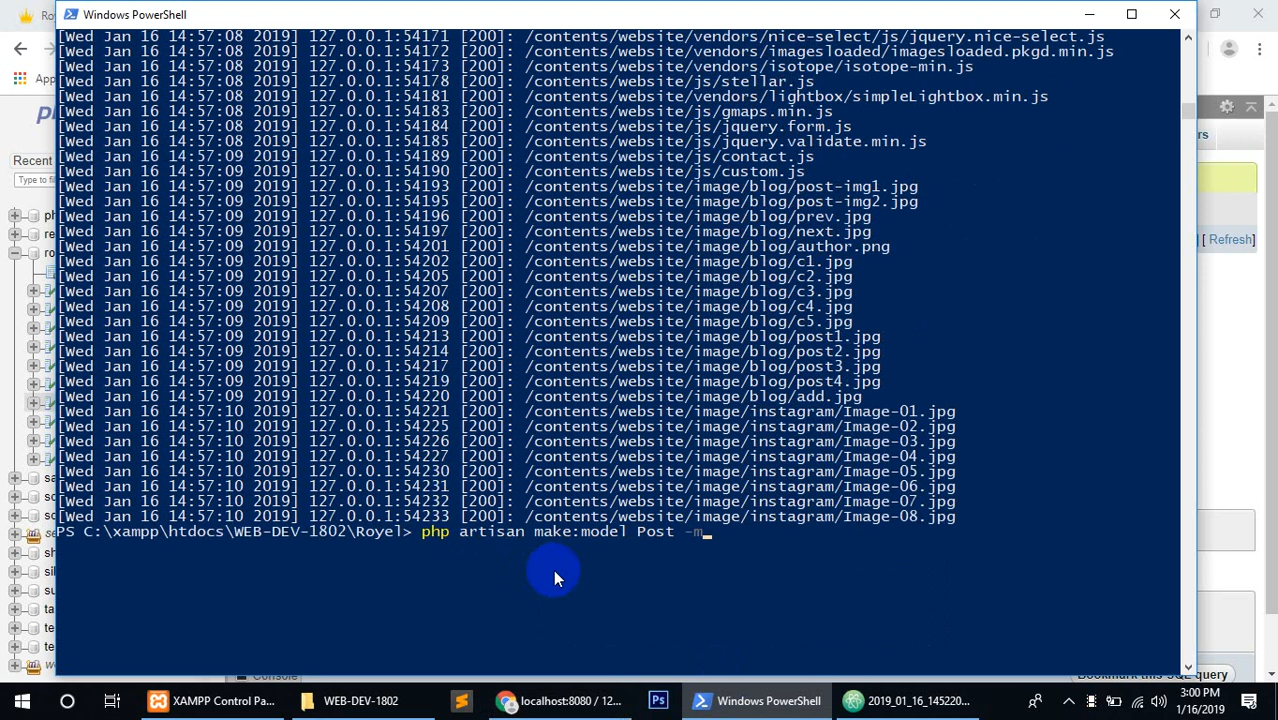 Ro
Windows PowerShell
App
Recent
Type to fil
ph
re
ro
sa
so
sc
se
sh
su
ta
te
te
w
[Wed Jan 16 14:57:08 2019] 127.0.0.1:54171 [200]: /contents/website/vendors/nice-select/js/jquery.nice-select.js
[Wed Jan 16 14:57:08 2019] 127.0.0.1:54172 [200]: /contents/website/vendors/imagesloaded/imagesloaded.pkgd.min.js
[Wed Jan 16 14:57:08 2019] 127.0.0.1:54173 [200]: /contents/website/vendors/isotope/isotope-min.js
[Wed Jan 16 14:57:08 2019] 127.0.0.1:54178 [200]: /contents/website/js/stellar.js
[Wed Jan 16 14:57:08 2019] 127.0.0.1:54181 [200]: /contents/website/vendors/lightbox/simpleLightbox.min.js
[Wed Jan 16 14:57:08 2019] 127.0.0.1:54183 [200]: /contents/website/js/gmaps.min.js
[Wed Jan 16 14:57:08 2019] 127.0.0.1:54184 [200]: /contents/website/js/jquery.form.js
[Wed Jan 16 14:57:08 2019] 127.0.0.1:54185 [200]: /contents/website/js/jquery.validate.min.js
[Wed Jan 16 14:57:09 2019] 127.0.0.1:54189 [200]: /contents/website/js/contact.js
[Wed Jan 16 14:57:09 2019] 127.0.0.1:54190 [200]: /contents/website/js/custom.js
[Wed Jan 16 14:57:09 2019] 127.0.0.1:54193 [200]: /contents/website/image/blog/post-img1.jpg
[Wed Jan 16 14:57:09 2019] 127.0.0.1:54195 [200]: /contents/website/image/blog/post-img2.jpg
[Wed Jan 16 14:57:09 2019] 127.0.0.1:54196 [200]: /contents/website/image/blog/prev.jpg
[Wed Jan 16 14:57:09 2019] 127.0.0.1:54197 [200]: /contents/website/image/blog/next.jpg
[Wed Jan 16 14:57:09 2019] 127.0.0.1:54201 [200]: /contents/website/image/blog/author.png
[Wed Jan 16 14:57:09 2019] 127.0.0.1:54202 [200]: /contents/website/image/blog/c1.jpg
[Wed Jan 16 14:57:09 2019] 127.0.0.1:54205 [200]: /contents/website/image/blog/c2.jpg
[Wed Jan 16 14:57:09 2019] 127.0.0.1:54207 [200]: /contents/website/image/blog/c3.jpg
[Wed Jan 16 14:57:09 2019] 127.0.0.1:54208 [200]: /contents/website/image/blog/c4.jpg
[Wed Jan 16 14:57:09 2019] 127.0.0.1:54209 [200]: /contents/website/image/blog/c5.jpg
[Wed Jan 16 14:57:09 2019] 127.0.0.1:54213 [200]: /contents/website/image/blog/post1.jpg
[Wed Jan 16 14:57:09 2019] 127.0.0.1:54214 [200]: /contents/website/image/blog/post2.jpg
[Wed Jan 16 14:57:09 2019] 127.0.0.1:54217 [200]: /contents/website/image/blog/post3.jpg
[Wed Jan 16 14:57:09 2019] 127.0.0.1:54219 [200]: /contents/website/image/blog/post4.jpg
[Wed Jan 16 14:57:09 2019] 127.0.0.1:54220 [200]: /contents/website/image/blog/add.jpg
[Wed Jan 16 14:57:10 2019] 127.0.0.1:54221 [200]: /contents/website/image/instagram/Image-01.jpg
[Wed Jan 16 14:57:10 2019] 127.0.0.1:54225 [200]: /contents/website/image/instagram/Image-02.jpg
[Wed Jan 16 14:57:10 2019] 127.0.0.1:54226 [200]: /contents/website/image/instagram/Image-03.jpg
[Wed Jan 16 14:57:10 2019] 127.0.0.1:54227 [200]: /contents/website/image/instagram/Image-04.jpg
[Wed Jan 16 14:57:10 2019] 127.0.0.1:54230 [200]: /contents/website/image/instagram/Image-05.jpg
[Wed Jan 16 14:57:10 2019] 127.0.0.1:54231 [200]: /contents/website/image/instagram/Image-06.jpg
[Wed Jan 16 14:57:10 2019] 127.0.0.1:54232 [200]: /contents/website/image/instagram/Image-07.jpg
[Wed Jan 16 14:57:10 2019] 127.0.0.1:54233 [200]: /contents/website/image/instagram/Image-08.jpg
PS C:\xampp\htdocs\WEB-DEV-1802\Royel> php artisan make:model Post -m
rs
] [ Refresh]
Console
Bookmark this SQL query
XAMPP Control Pa...
WEB-DEV-1802
localhost:8080 / 12...
Ps
Windows PowerShell
2019_01_16_145220...
3:00 PM
1/16/2019